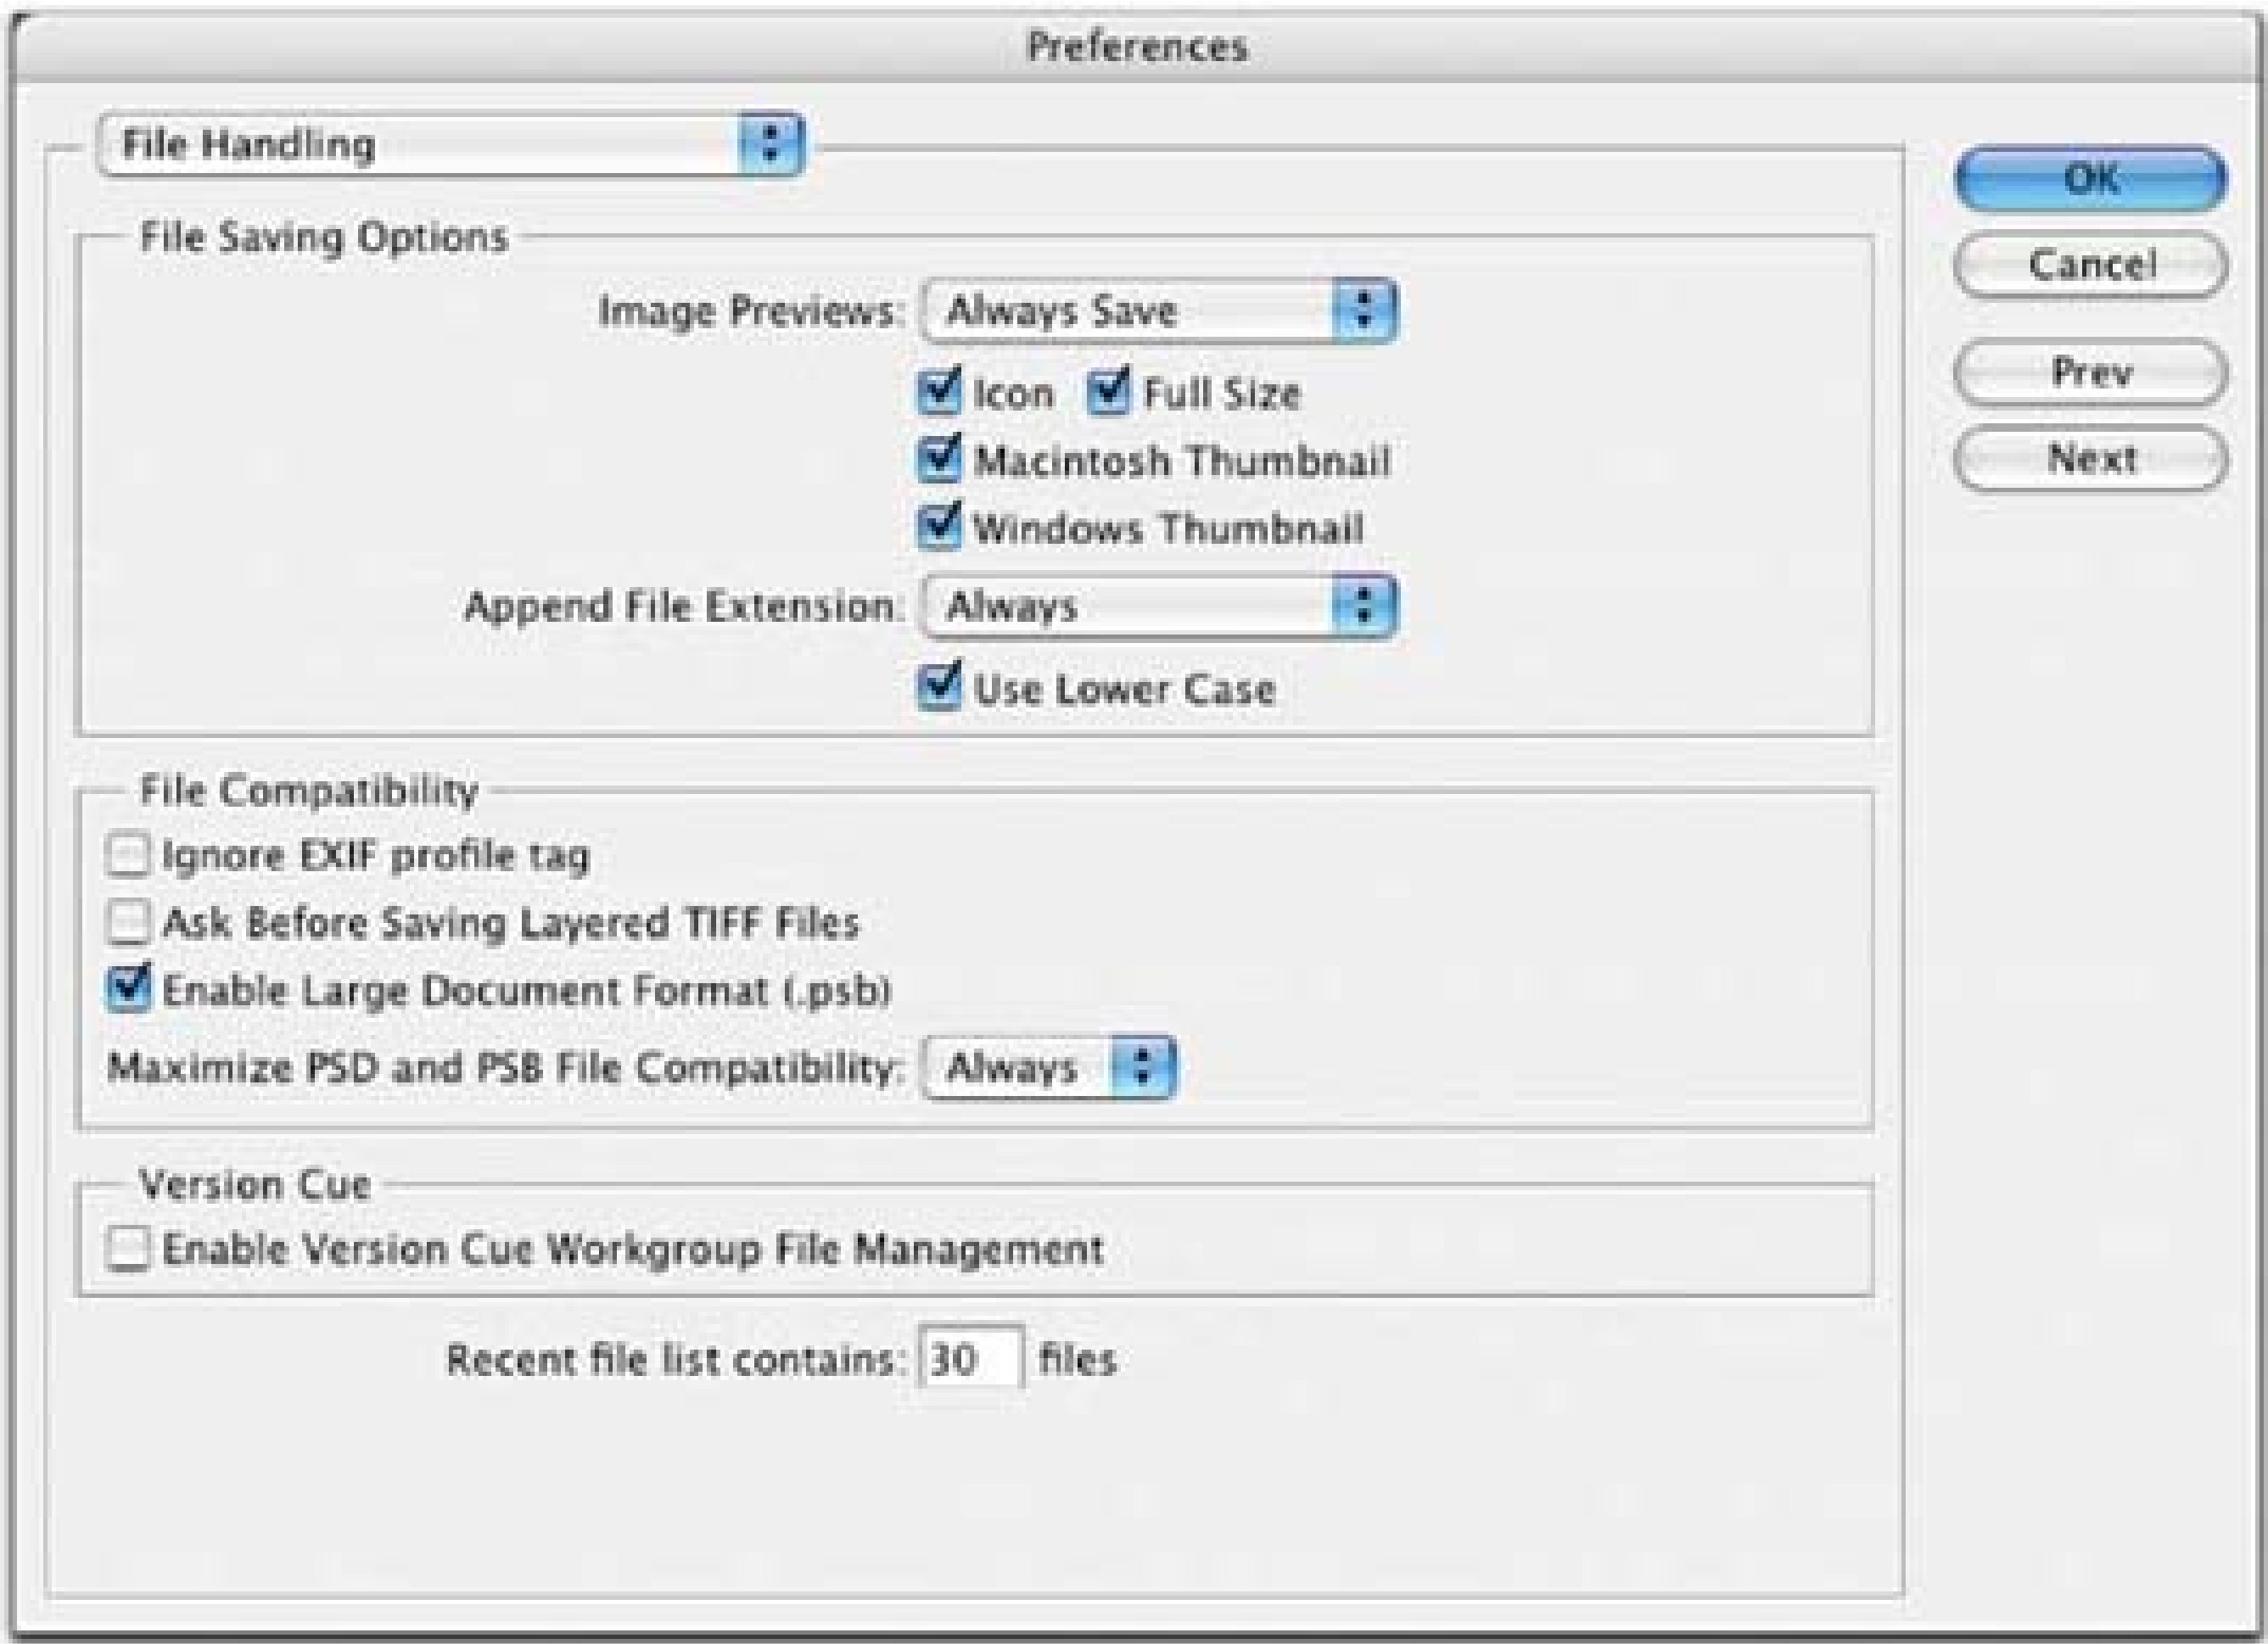 Preferences
File Handling
OK
Cancel
Prev
Next
File Saving Options
Image Previews: Always Save
Icon Full Size
Macintosh Thumbnail
Windows Thumbnail
Append File Extension: Always
Use Lower Case
File Compatibility
Ignore EXIF profile tag
Ask Before Saving Layered TIFF Files
Enable Large Document Format (.psb)
Maximize PSD and PSB File Compatibility: Always
Version Cue
Enable Version Cue Workgroup File Management
Recent file list contains: 30 files